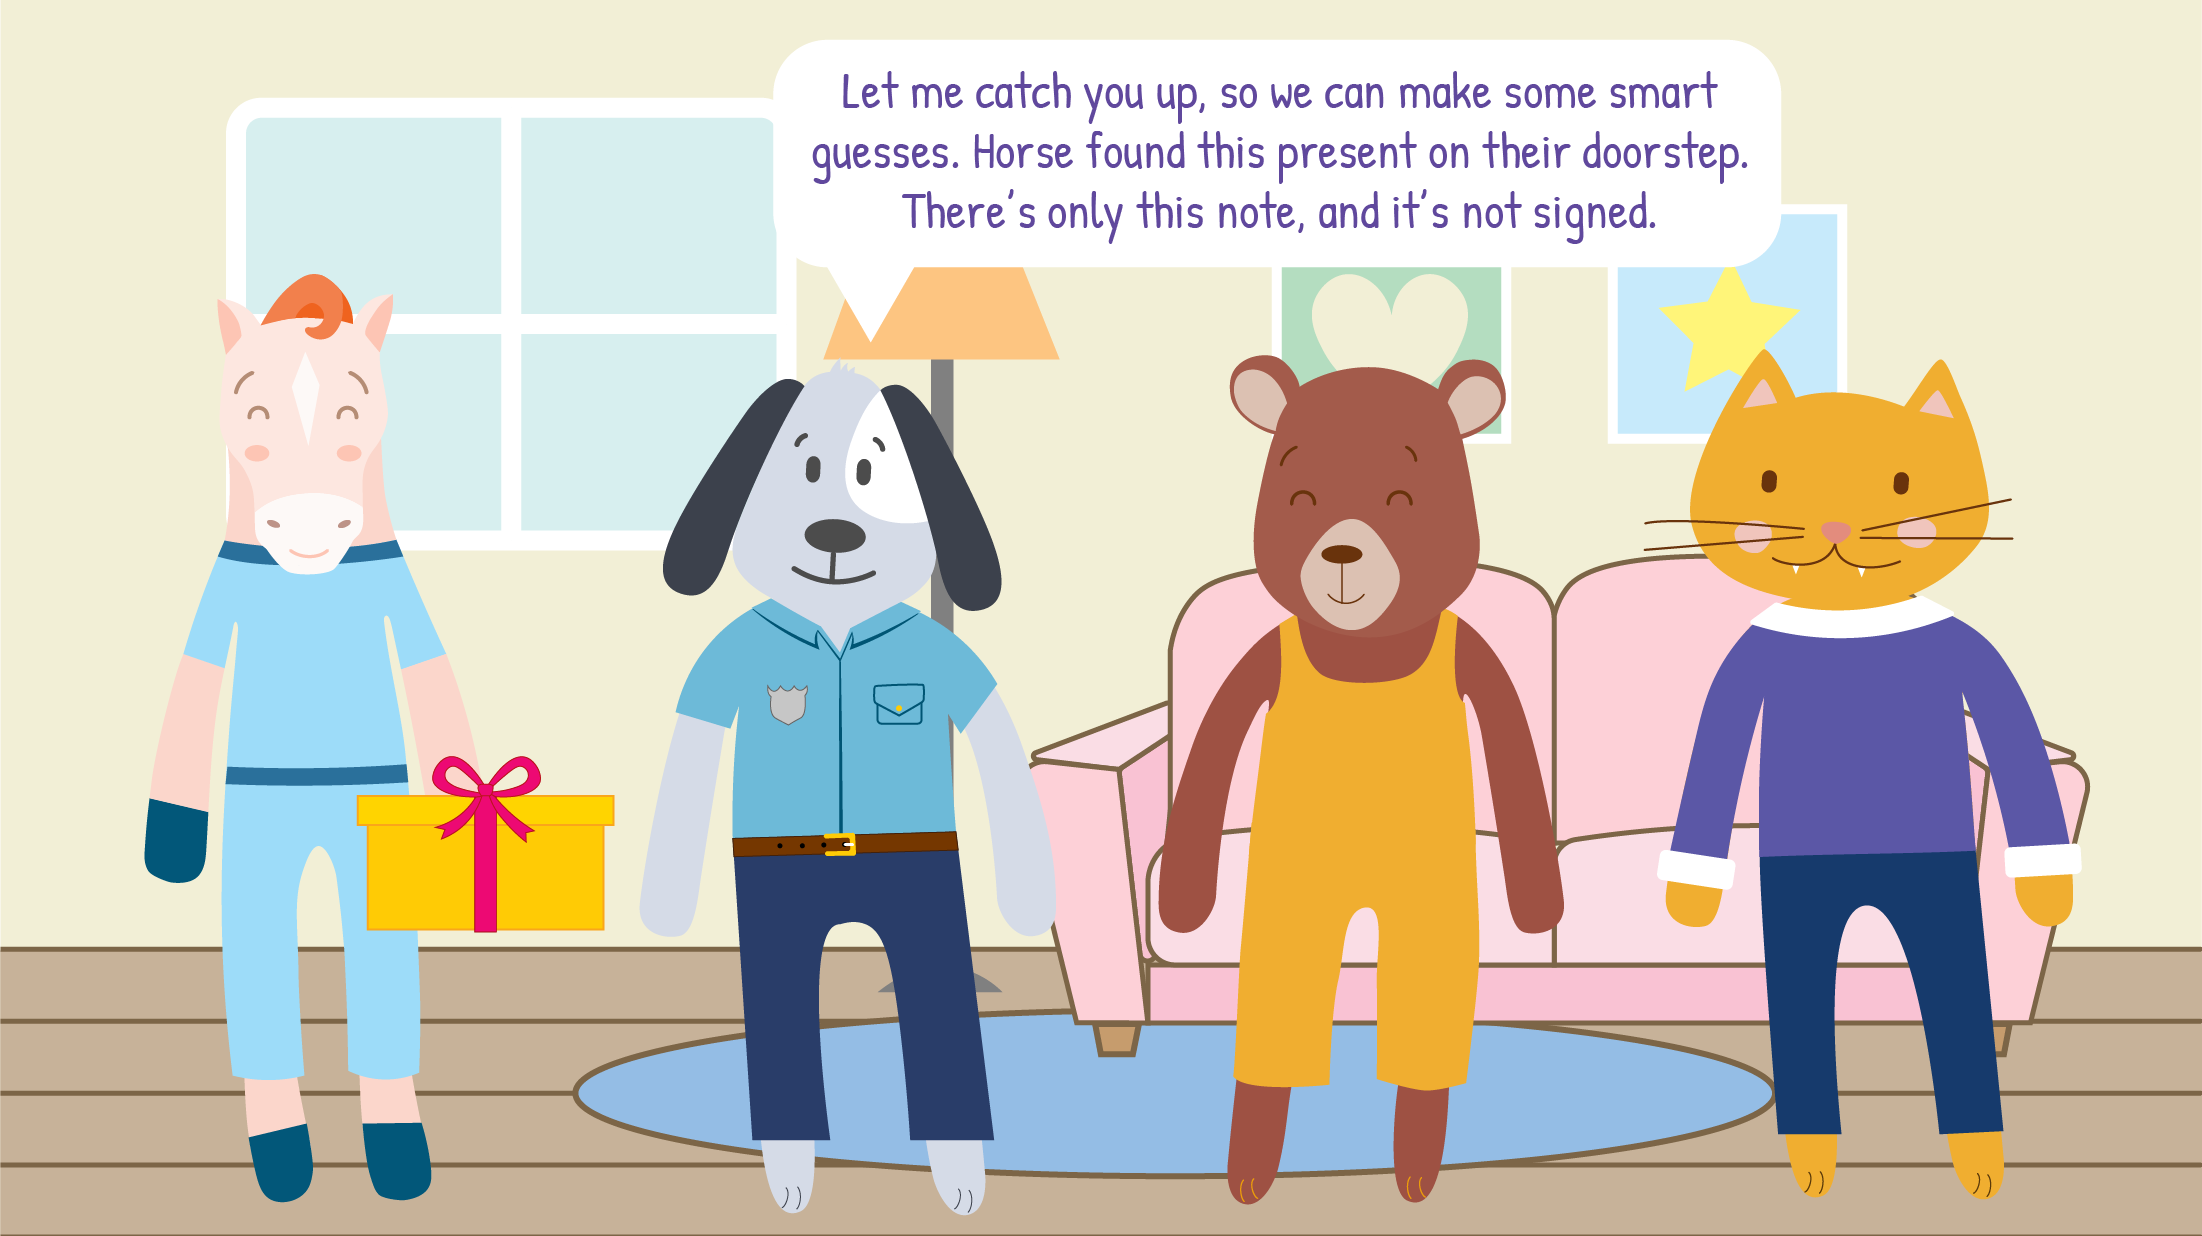 Let me catch you up, so we can make some smart
guesses. Horse found this present on their doorstep.
There's only this note, and it's not signed.